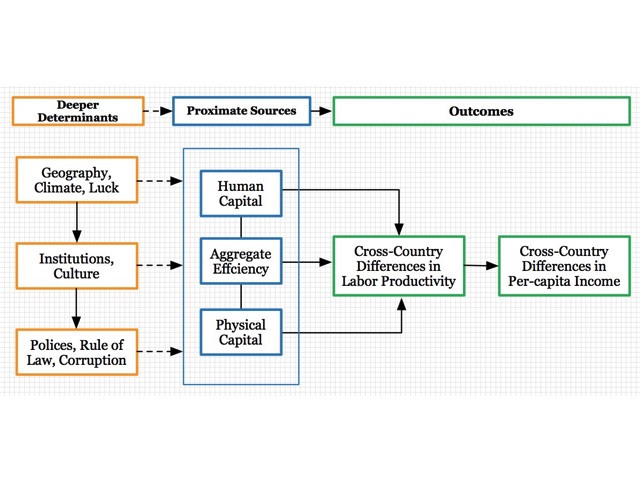 Deeper
Determinants
Proximate Sources
Outcomes
Geography,
Climate, Luck
Human
Capital
Institutions,
Culture
Aggregate
Effciency
Cross-Country
Differences in
Labor Productivity
Cross-Country
Differences in
Per-capita Income
Polices, Rule of
Law, Corruption
Physical
Capital